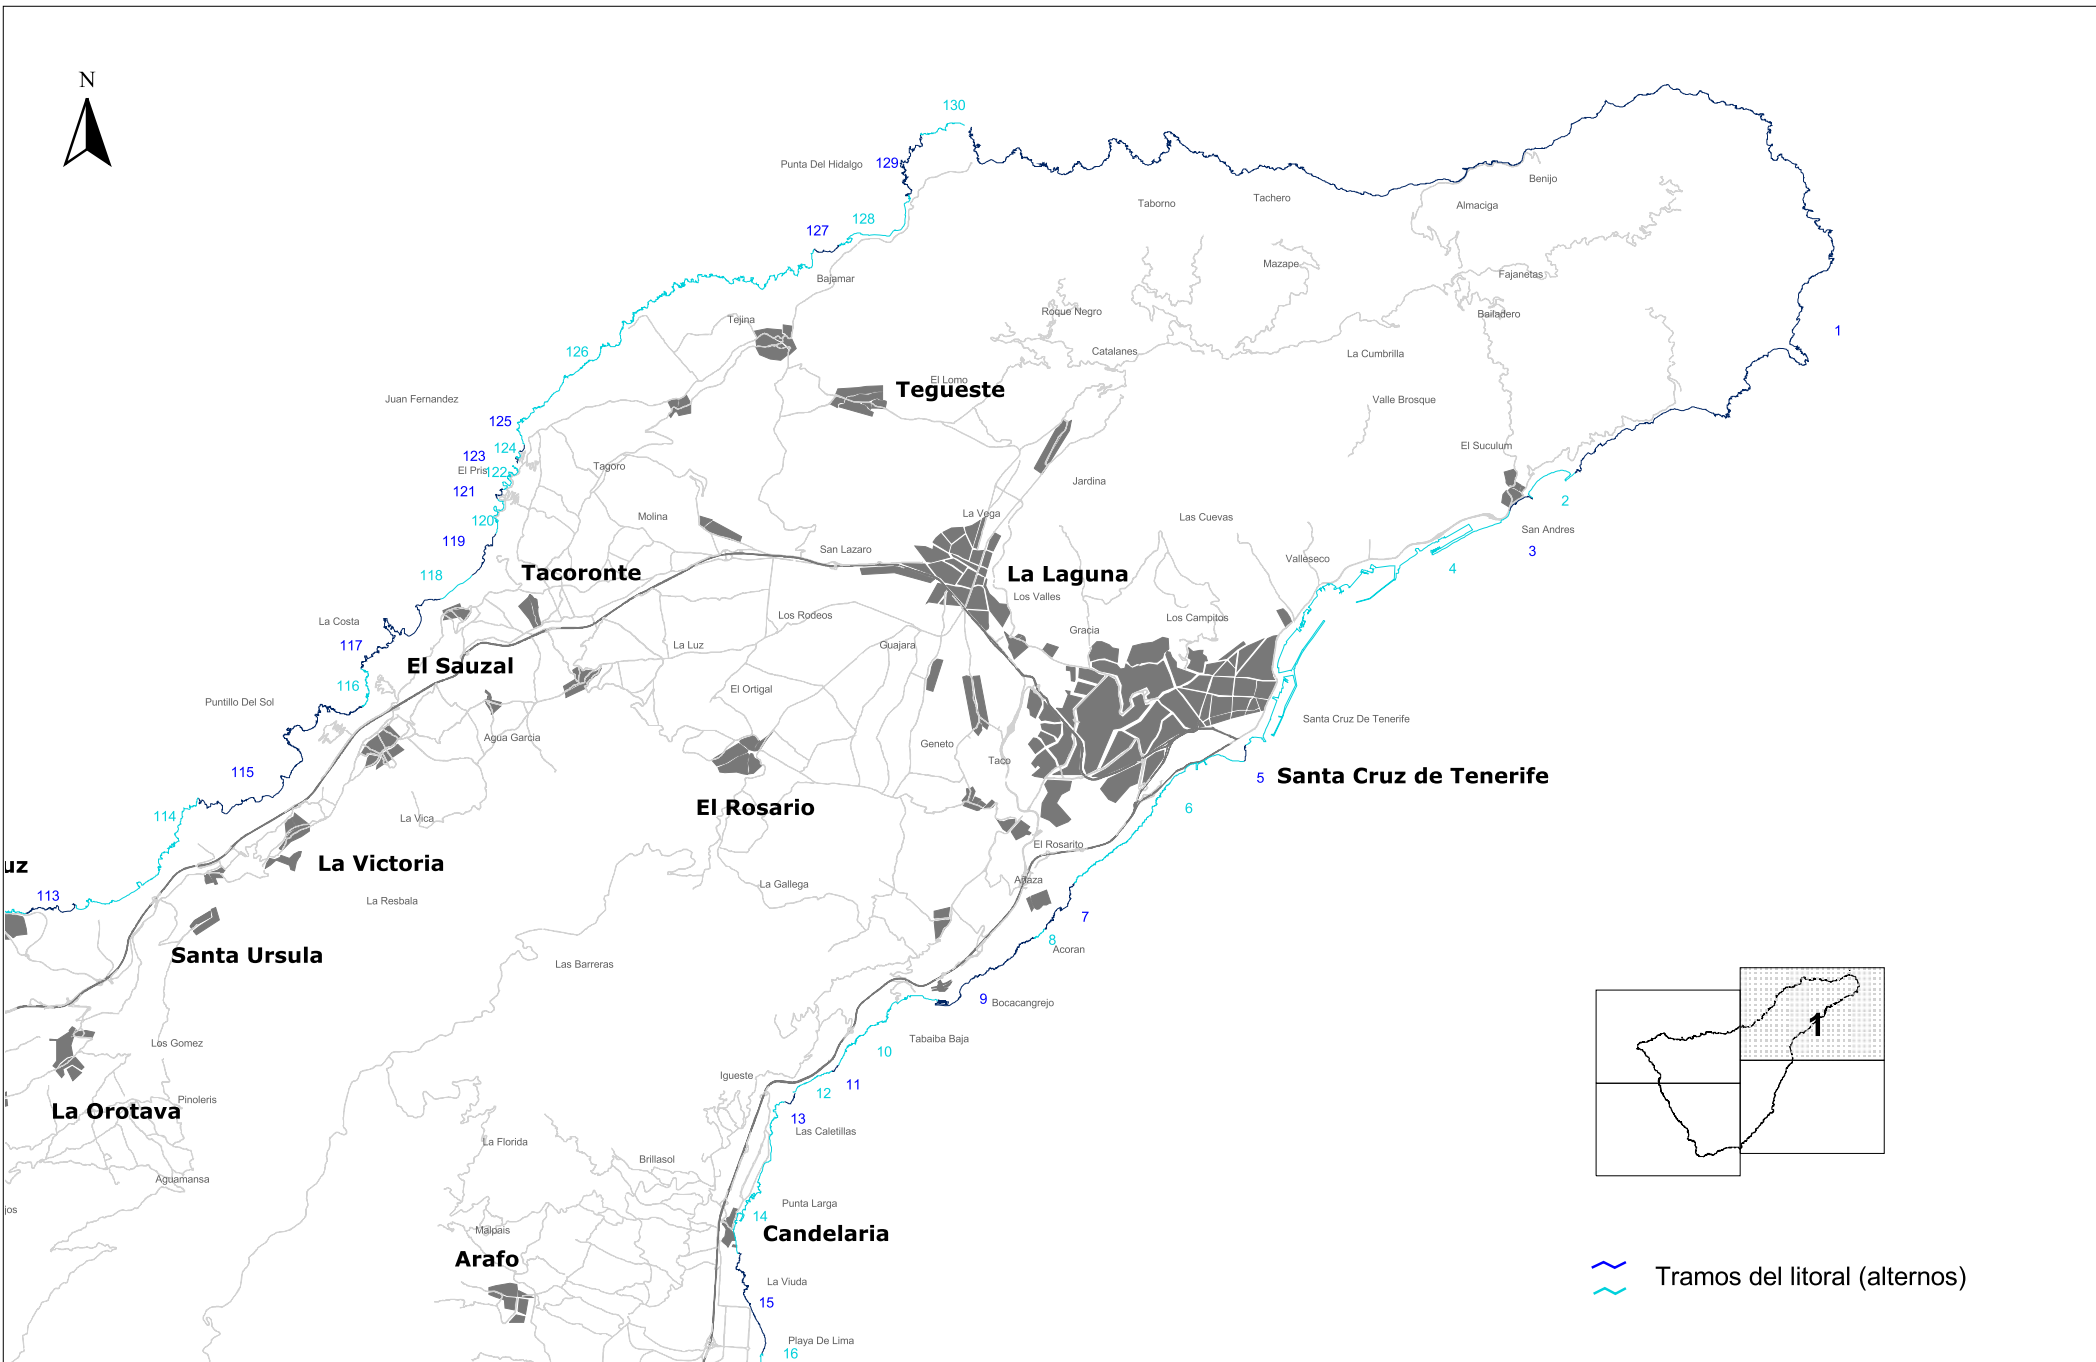 N
130
Punta Del Hidalgo
129
Benijo
Taborno
Tachero
Almaciga
128
127
Mazape
Fajanetas
Bajamar
Roque Negro
Bailadero
Tejina
1
126
Catalanes
La Cumbrilla
El Lomo
Tegueste
Juan Fernandez
Valle Brosque
125
124
El Suculum
123
El Pris
122
Tagoro
Jardina
121
2
La Vega
Molina
Las Cuevas
120
San Andres
119
San Lazaro
3
Valleseco
4
118
Tacoronte
La Laguna
Los Valles
Los Rodeos
Los Campitos
La Costa
Gracia
117
La Luz
Guajara
El Sauzal
116
El Ortigal
Puntillo Del Sol
Santa Cruz De Tenerife
Agua Garcia
Geneto
Taco
115
5
Santa Cruz de Tenerife
El Rosario
6
114
La Vica
El Rosarito
uz
La Victoria
Añaza
La Gallega
113
La Resbala
7
8
Acoran
Santa Ursula
Las Barreras
9
Bocacangrejo
1
Tabaiba Baja
Los Gomez
10
Igueste
11
12
Pinoleris
La Orotava
13
Las Caletillas
La Florida
Brillasol
Aguamansa
Punta Larga
jos
14
Malpais
Candelaria
Arafo
La Viuda
Tramos del litoral (alternos)
15
Playa De Lima
16